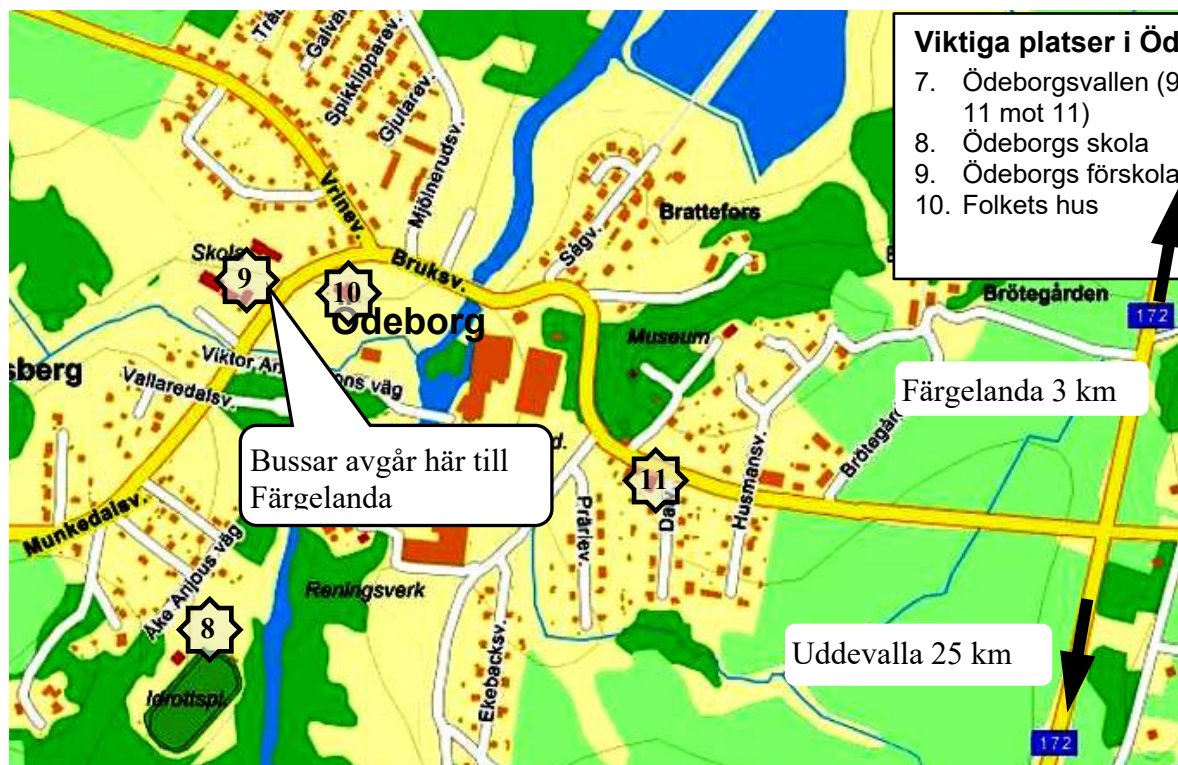 Viktiga platser i Öd
7. Ödeborgsvallen (9
11 mot 11)
8. Ödeborgs skola
9. Ödeborgs förskola
10. Folkets hus
Galvar
Spikklipparev.
Gjutarev.
Mjölnerudsv.
Vrinev.
Bruksv.
Sågv.
Brattefors
Skola
9
10
Ödeborg
Museum
Brötegården
172
Färgelanda 3 km
sberg
Viktor An
ons väg
Vallaredalsv.
Bussar avgår här till
Färgelanda
d.
11
Präriev.
Da
Husmansv.
Brötegård
Munkedalsv.
Åke Anjous väg
8
Idrottspl.
Reningsverk
Ekebacksv.
Uddevalla 25 km
172